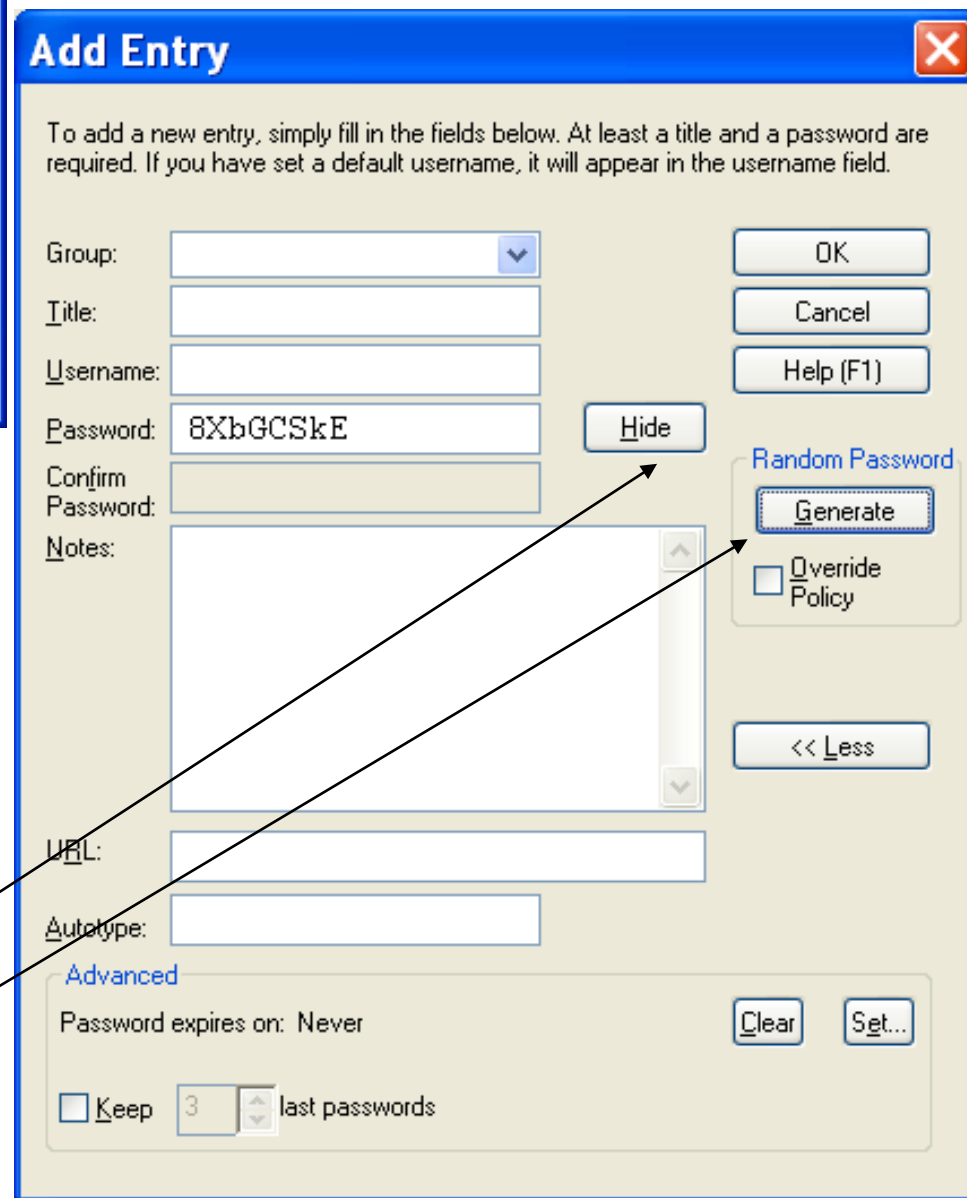 Add Entry
To add a new entry, simply fill in the fields below. At least a title and a password are
required. If you have set a default username, it will appear in the username field.
Group:
OK
Title:
Cancel
Username:
Help (F1)
Password: 8XbGCSkE
Hide
Confirm
Password:
Random Password
Generate
Override
Policy
Notes:
<< Less
URL:
Autotype:
Advanced
Password expires on: Never
Clear
Set...
Keep 3 last passwords